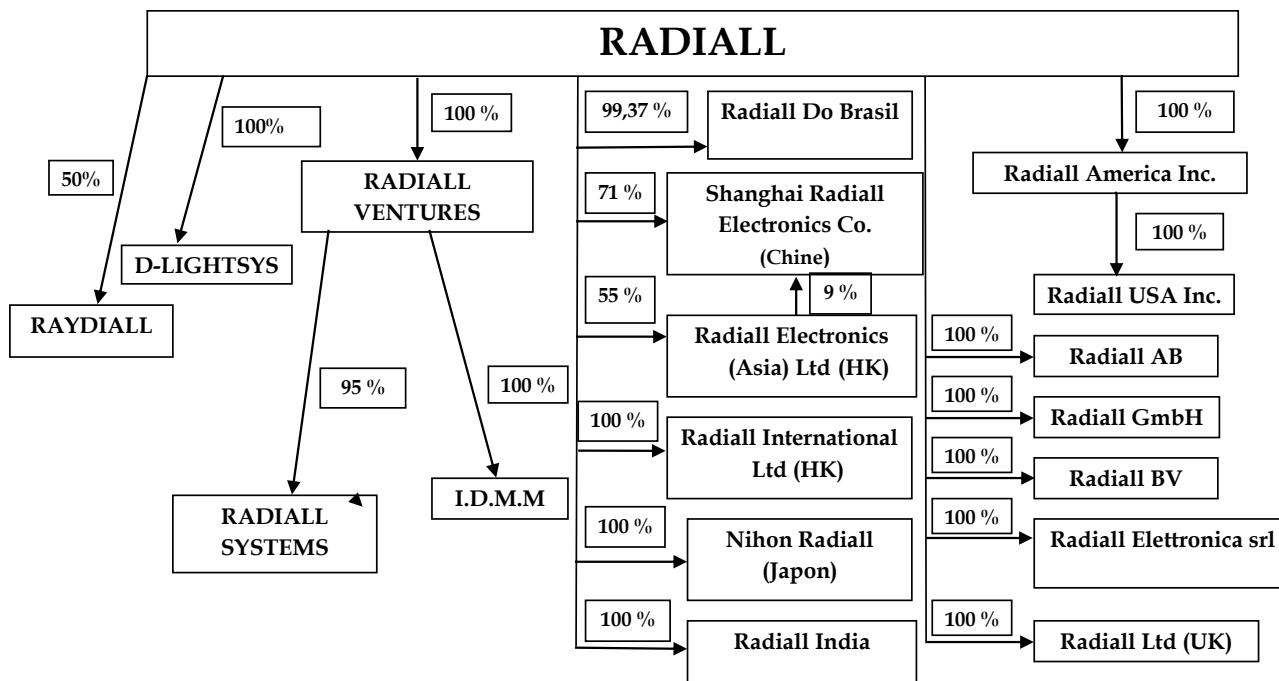 RADIALL
50%
100%
100 %
RADIALL
VENTURES
D-LIGHTSYS
RAYDIALL
95 %
100 %
RADIALL
SYSTEMS
I.D.M.M
99,37 %
Radiall Do Brasil
71 %
Shanghai Radiall
Electronics Co.
(Chine)
55 %
9 %
Radiall Electronics
(Asia) Ltd (HK)
100 %
Radiall International
Ltd (HK)
100 %
Nihon Radiall
(Japon)
100 %
Radiall India
100 %
Radiall America Inc.
100 %
Radiall USA Inc.
100 %
Radiall AB
100 %
Radiall GmbH
100 %
Radiall BV
100 %
Radiall Elettronica srl
100 %
Radiall Ltd (UK)